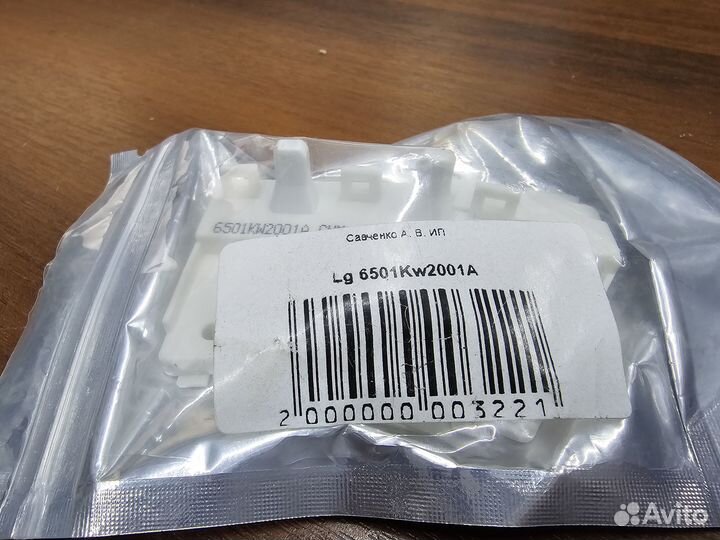 6501KW2001A
Савченко А. В. ИП
Lg 6501Kw2001A
2 000000 003221
Avito